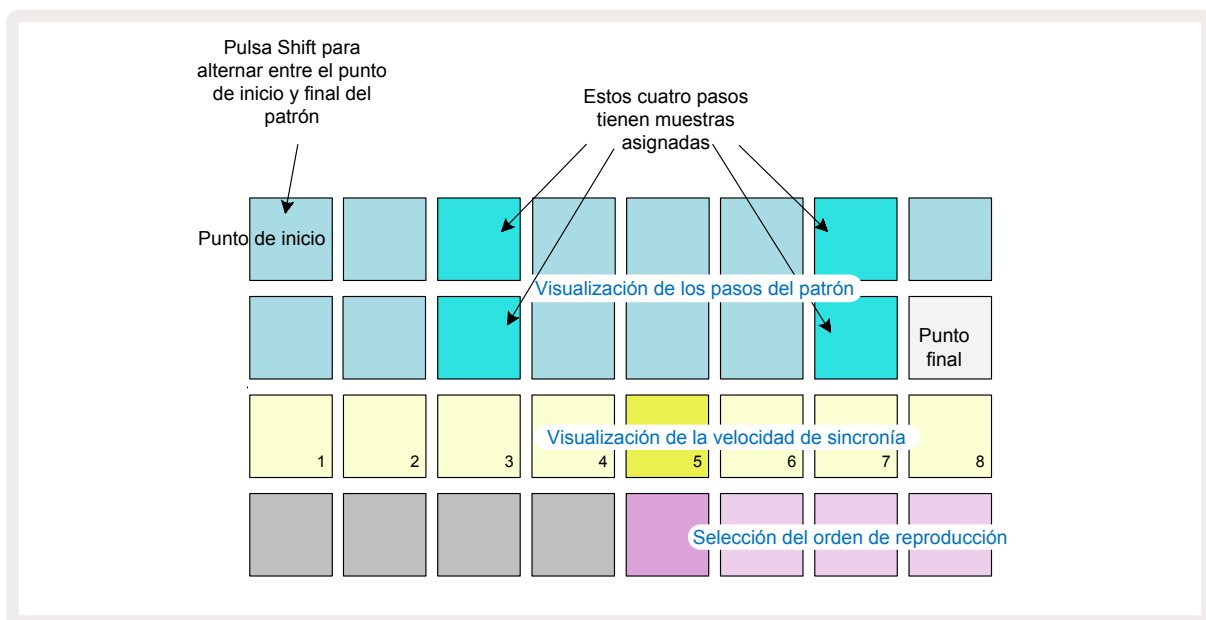 Pulsa Shift para
alternar entre el punto
de inicio y final del
patrón
Estos cuatro pasos
tienen muestras
asignadas
Punto de inicio
Visualización de los pasos del patrón
Punto
final
Visualización de la velocidad de sincronía
1 2 3 4 5 6 7 8
Selección del orden de reproducción